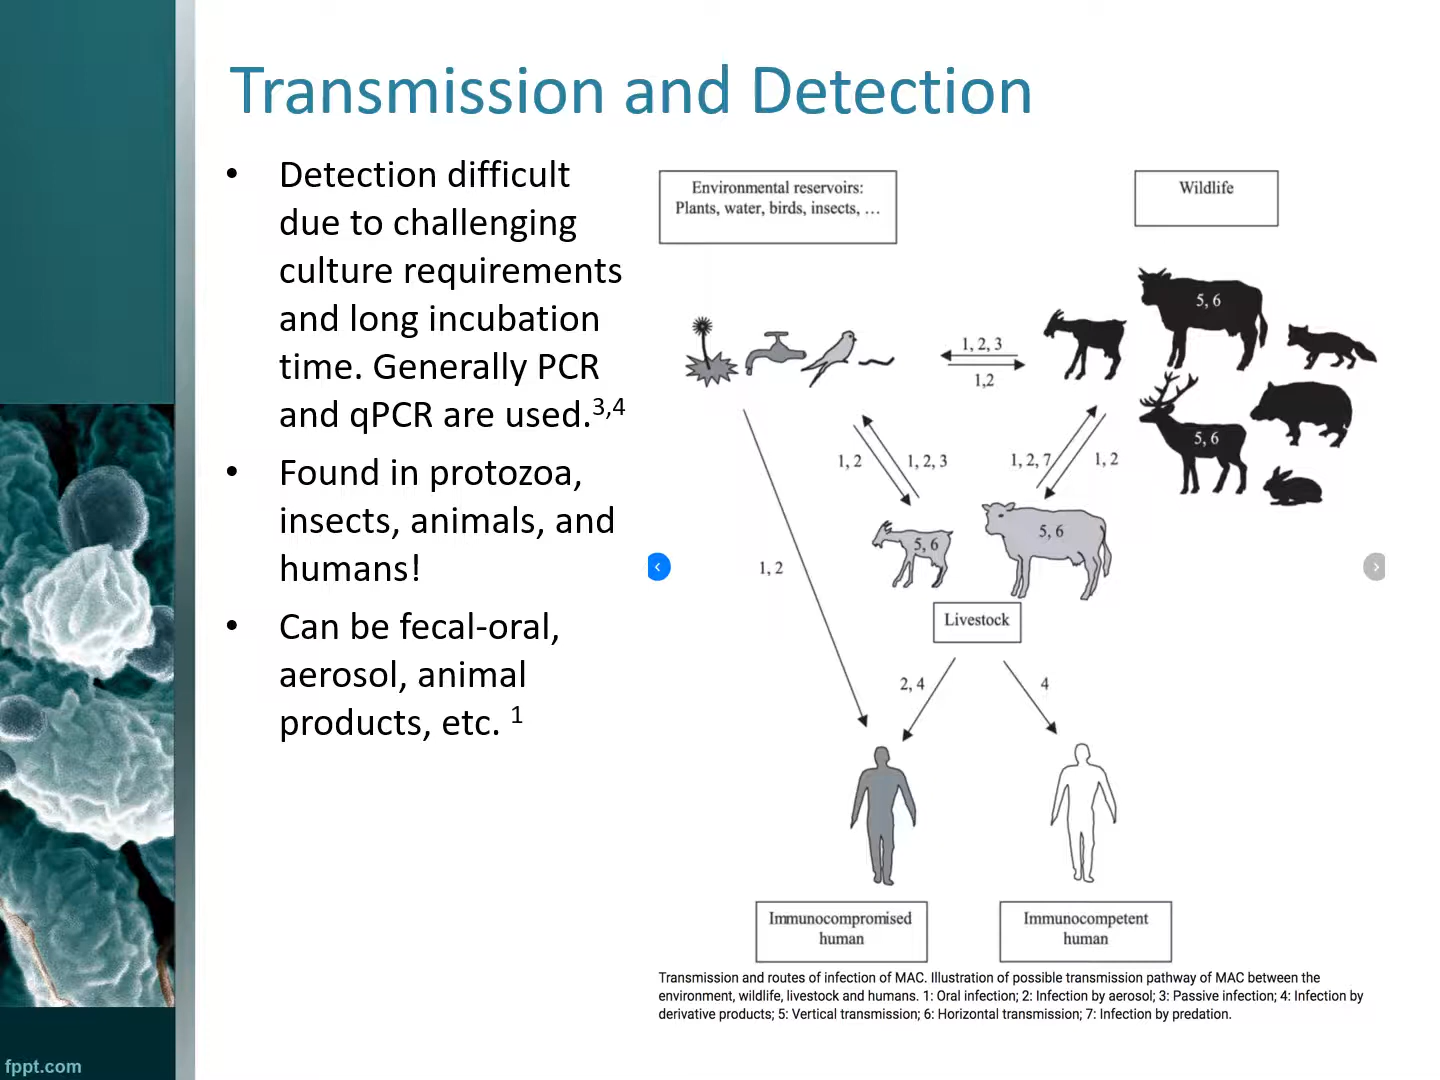 Transmission and Detection
• Detection difficult
due to challenging
culture requirements
and long incubation
time. Generally PCR
and qPCR are used.3,4
• Found in protozoa,
insects, animals, and
humans!
• Can be fecal-oral,
aerosol, animal
products, etc. 1
Environmental reservoirs:
Plants, water, birds, insects, …
Wildlife
5, 6
1, 2, 3
1,2
5, 6
1, 2
1, 2, 3
1, 2, 7
1, 2
5, 6
5, 6
1, 2
Livestock
2, 4
4
Immunocompromised
human
Immunocompetent
human
Transmission and routes of infection of MAC. Illustration of possible transmission pathway of MAC between the
environment, wildlife, livestock and humans. 1: Oral infection; 2: Infection by aerosol; 3: Passive infection; 4: Infection by
derivative products; 5: Vertical transmission; 6: Horizontal transmission; 7: Infection by predation.
fppt.com